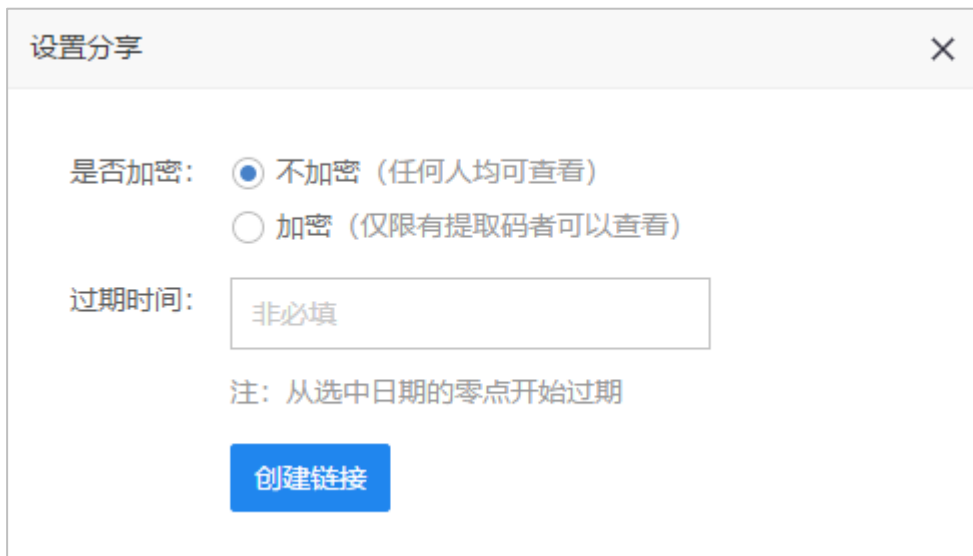 设置分享
是否加密： 不加密（任何人均可查看）
加密（仅限有提取码者可以查看）
过期时间： 非必填
注：从选中日期的零点开始过期
创建链接